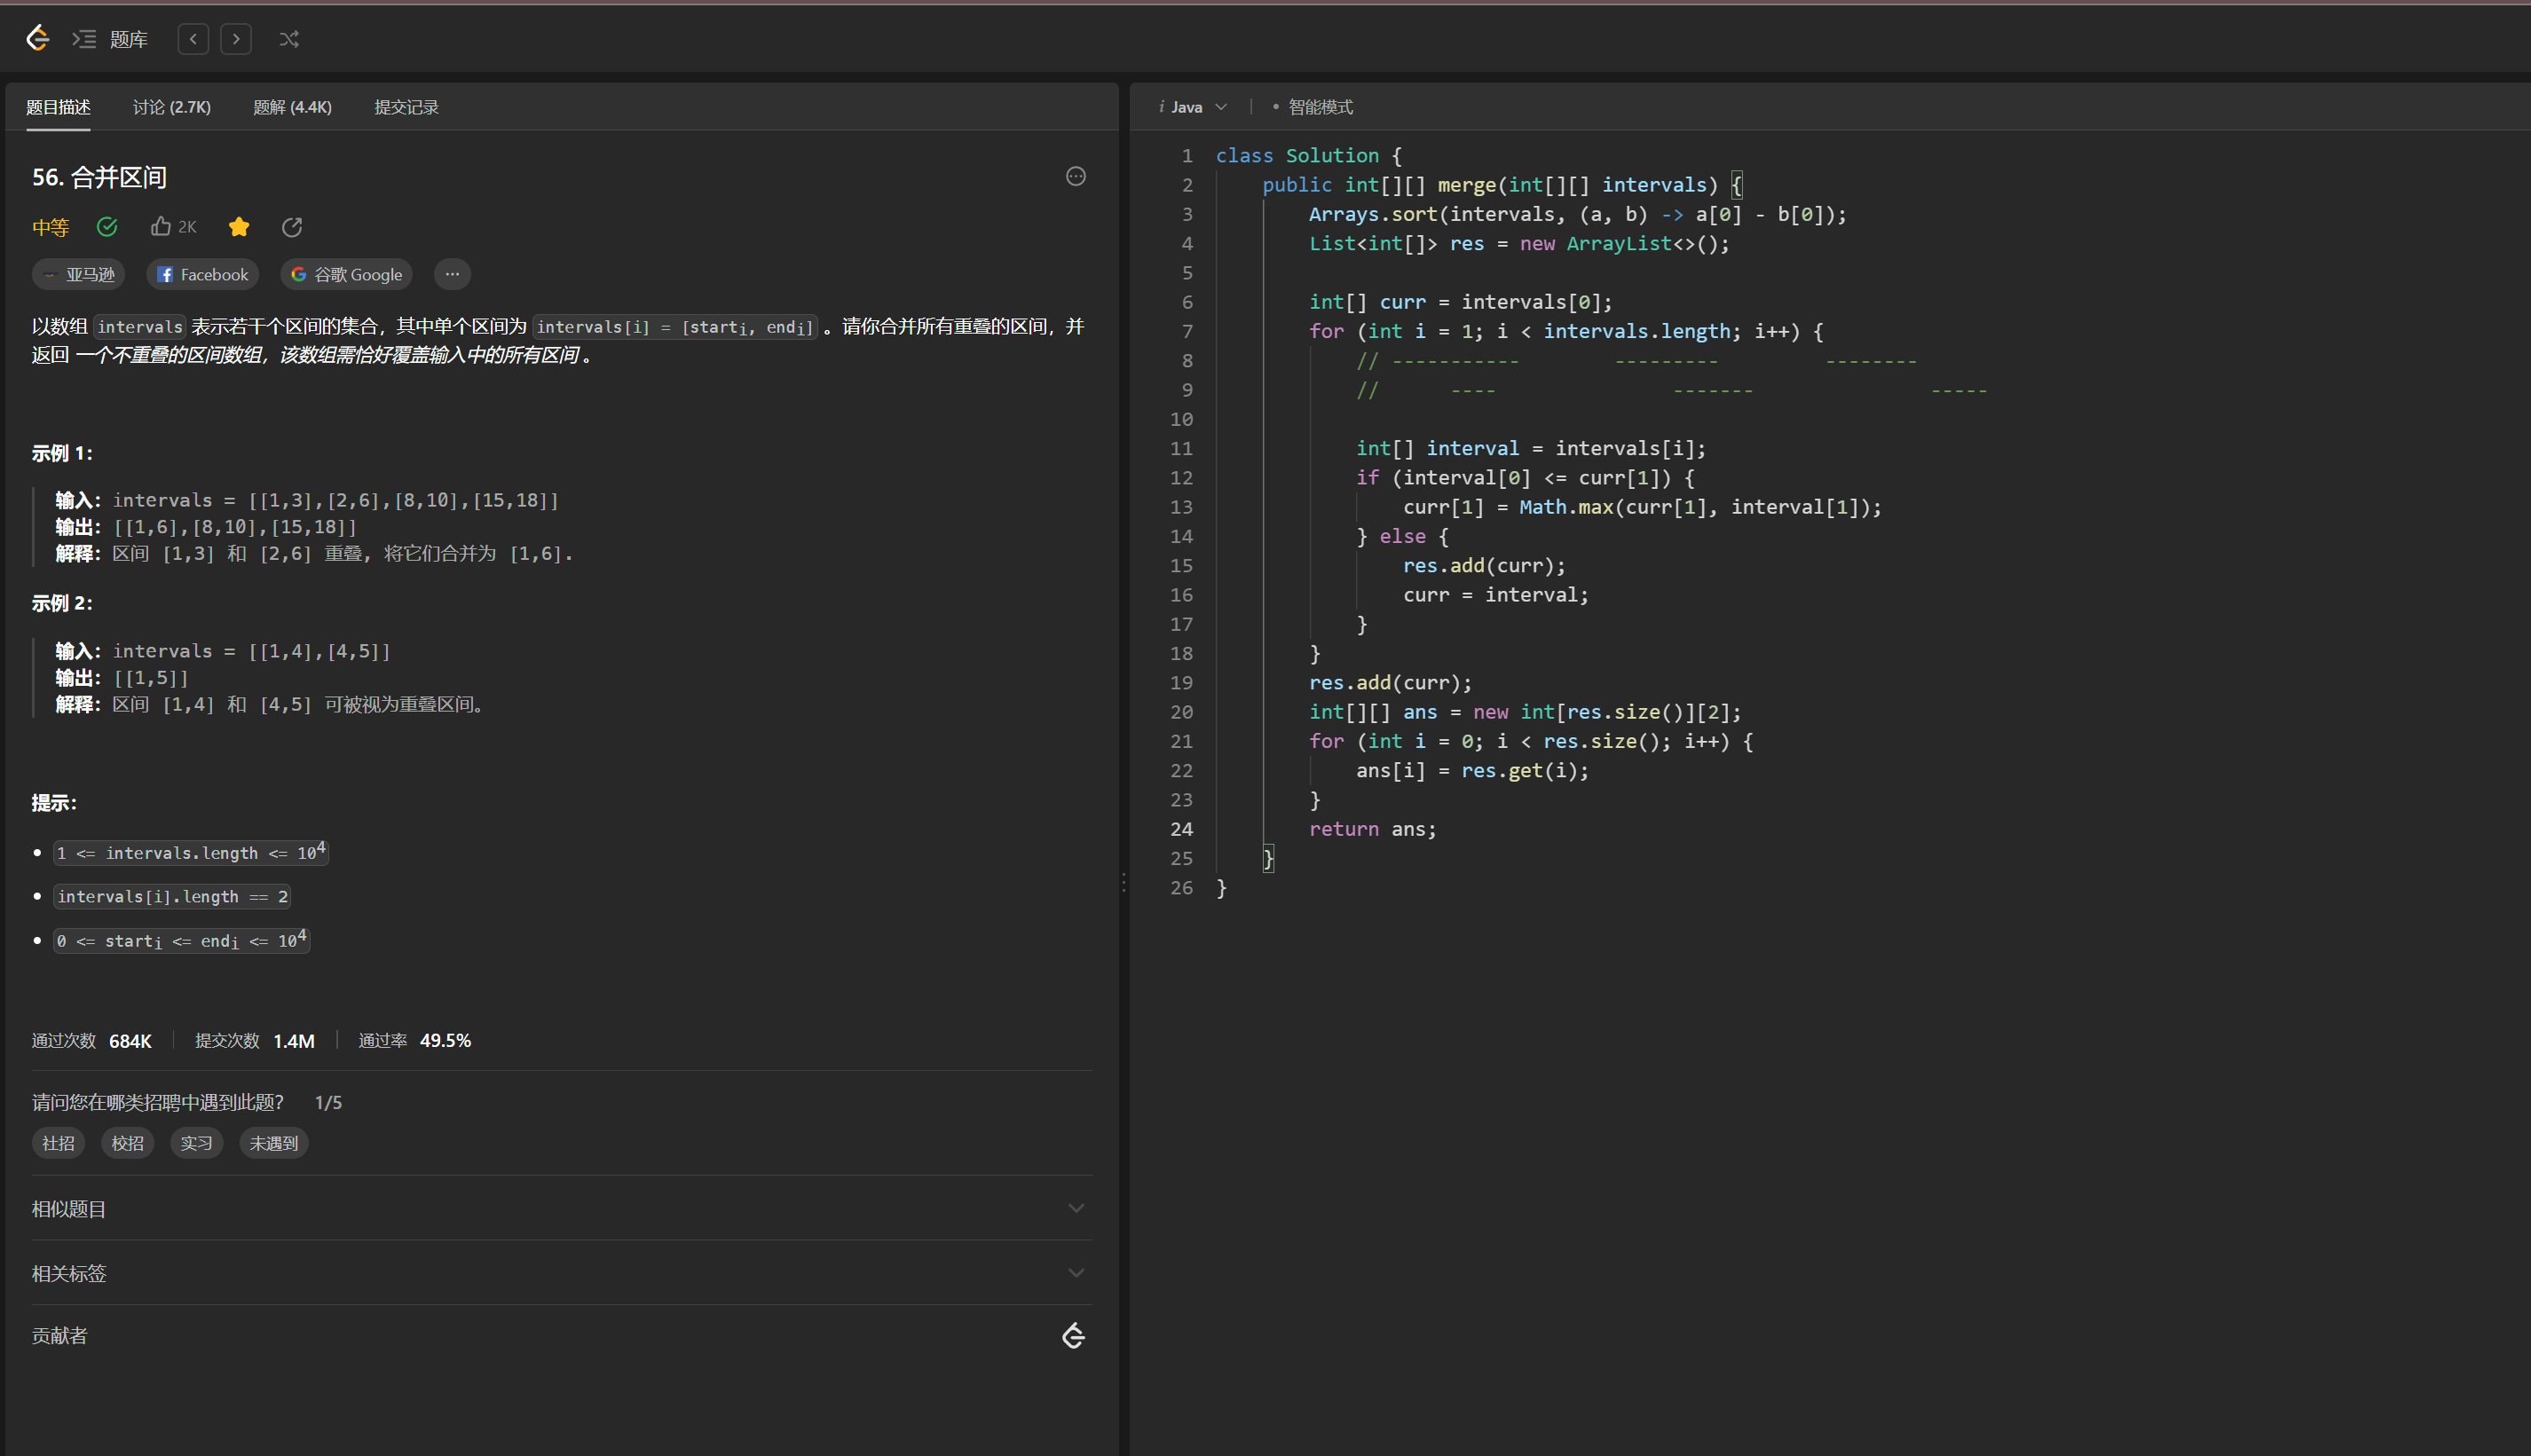 题库
题目描述 讨论 (2.7K) 题解 (4.4K) 提交记录
56. 合并区间
中等 2K
亚马逊 Facebook 谷歌 Google ···
以数组 intervals 表示若干个区间的集合，其中单个区间为 intervals[i] = [starti, endi] 。请你合并所有重叠的区间，并
返回 一个不重叠的区间数组，该数组需恰好覆盖输入中的所有区间 。
示例 1：
输入：intervals = [[1,3],[2,6],[8,10],[15,18]]
输出：[[1,6],[8,10],[15,18]]
解释：区间 [1,3] 和 [2,6] 重叠, 将它们合并为 [1,6].
示例 2：
输入：intervals = [[1,4],[4,5]]
输出：[[1,5]]
解释：区间 [1,4] 和 [4,5] 可被视为重叠区间。
提示：
1 <= intervals.length <= 10^4
intervals[i].length == 2
0 <= starti <= endi <= 10^4
通过次数 684K 提交次数 1.4M 通过率 49.5%
请问您在哪类招聘中遇到此题？ 1/5
社招 校招 实习 未遇到
相似题目
相关标签
贡献者
i Java • 智能模式
1 class Solution {
2 public int[][] merge(int[][] intervals) {
3 Arrays.sort(intervals, (a, b) -> a[0] - b[0]);
4 List<int[]> res = new ArrayList<>();
5
6 int[] curr = intervals[0];
7 for (int i = 1; i < intervals.length; i++) {
8 // ----------- --------- --------
9 // ---- ------- -----
10
11 int[] interval = intervals[i];
12 if (interval[0] <= curr[1]) {
13 curr[1] = Math.max(curr[1], interval[1]);
14 } else {
15 res.add(curr);
16 curr = interval;
17 }
18 }
19 res.add(curr);
20 int[][] ans = new int[res.size()][2];
21 for (int i = 0; i < res.size(); i++) {
22 ans[i] = res.get(i);
23 }
24 return ans;
25 }
26 }